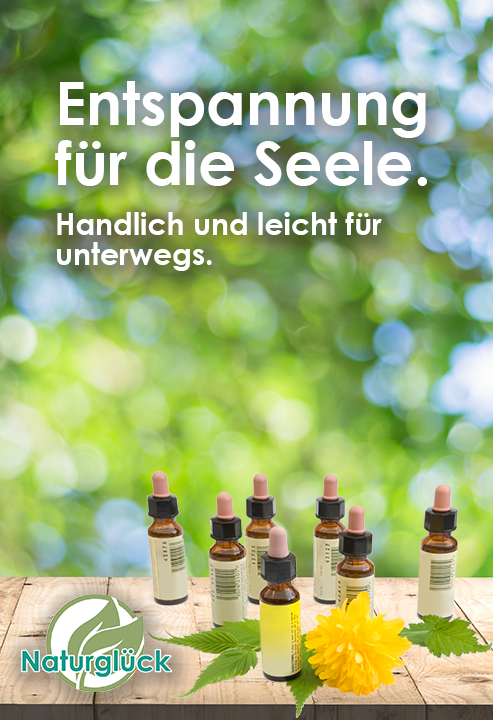 Entspannung
für die Seele.
Handlich und leicht für
unterwegs.
Naturglück